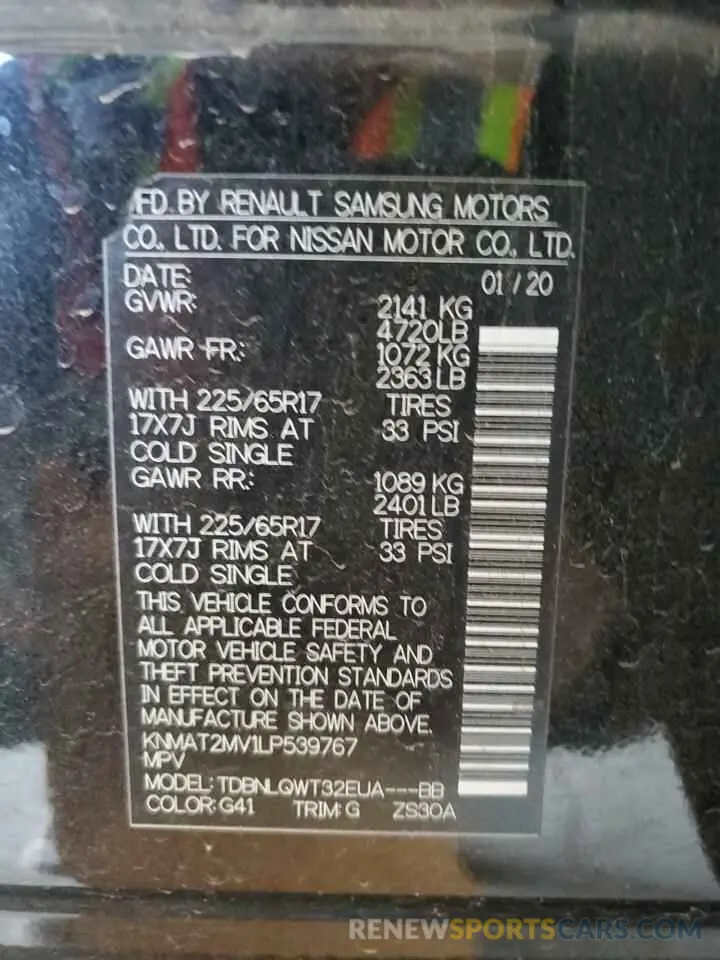 MFD. BY RENAULT SAMSUNG MOTORS
CO., LTD. FOR NISSAN MOTOR CO., LTD.
DATE: 01/20
GVWR: 2141 KG
4720LB
GAWR FR: 1072 KG
2363LB
WITH 225/65R17 TIRES
17X7J RIMS AT 33 PSI
COLD SINGLE
GAWR RR: 1089 KG
2401LB
WITH 225/65R17 TIRES
17X7J RIMS AT 33 PSI
COLD SINGLE
THIS VEHICLE CONFORMS TO
ALL APPLICABLE FEDERAL
MOTOR VEHICLE SAFETY AND
THEFT PREVENTION STANDARDS
IN EFFECT ON THE DATE OF
MANUFACTURE SHOWN ABOVE.
KNMAT2MV1LP539767
MPV
MODEL: TDBNLQWT32EUA---BB
COLOR: G41 TRIM: G ZS30A
RENEWSPORTSCARS.COM